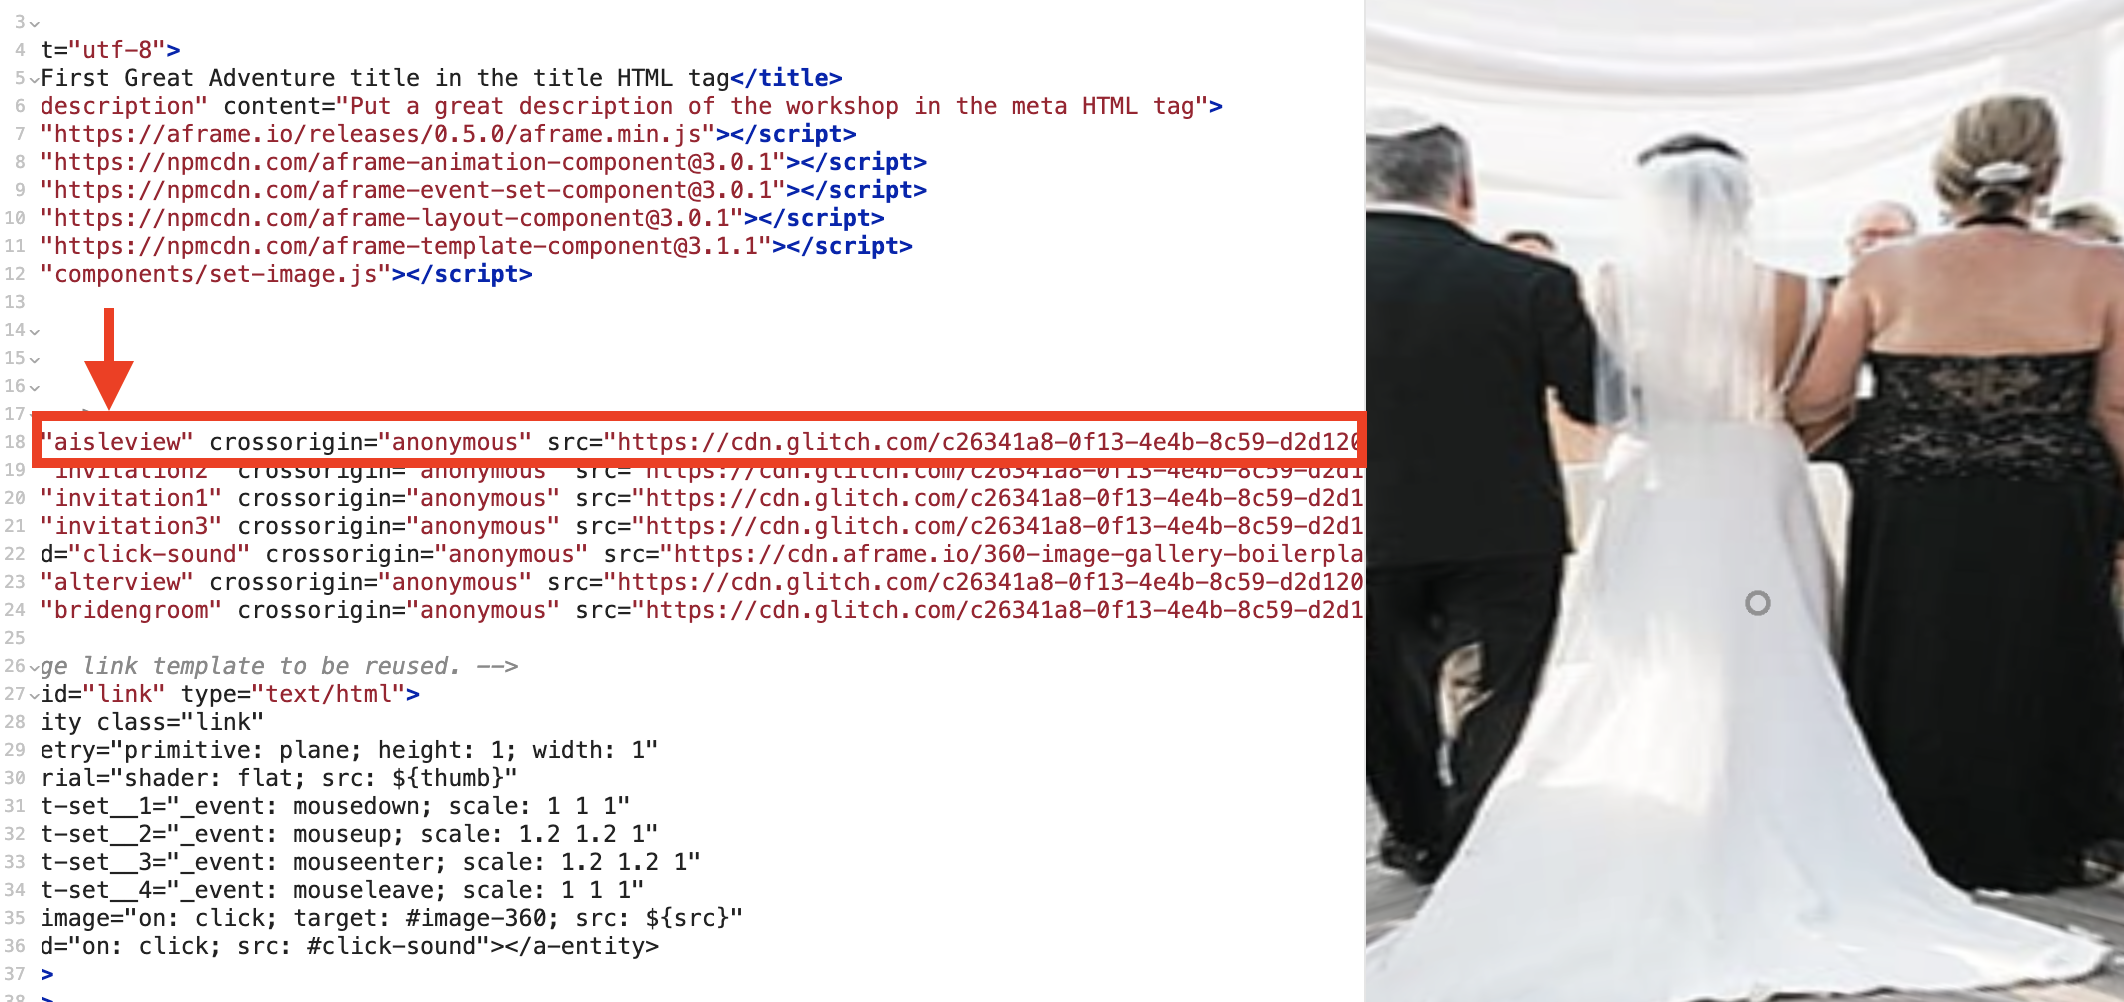 3
4 t="utf-8">
5 First Great Adventure title in the title HTML tag</title>
6 description" content="Put a great description of the workshop in the meta HTML tag">
7 "https://aframe.io/releases/0.5.0/aframe.min.js"></script>
8 "https://npmcdn.com/aframe-animation-component@3.0.1"></script>
9 "https://npmcdn.com/aframe-event-set-component@3.0.1"></script>
10 "https://npmcdn.com/aframe-layout-component@3.0.1"></script>
11 "https://npmcdn.com/aframe-template-component@3.1.1"></script>
12 "components/set-image.js"></script>
13
14
15
16
17
18 "aisleview" crossorigin="anonymous" src="https://cdn.glitch.com/c26341a8-0f13-4e4b-8c59-d2d120
19 "invitation2" crossorigin="anonymous" src="https://cdn.glitch.com/c26341a8-0f13-4e4b-8c59-d2d1
20 "invitation1" crossorigin="anonymous" src="https://cdn.glitch.com/c26341a8-0f13-4e4b-8c59-d2d1
21 "invitation3" crossorigin="anonymous" src="https://cdn.glitch.com/c26341a8-0f13-4e4b-8c59-d2d1
22 d="click-sound" crossorigin="anonymous" src="https://cdn.aframe.io/360-image-gallery-boilerpla
23 "alterview" crossorigin="anonymous" src="https://cdn.glitch.com/c26341a8-0f13-4e4b-8c59-d2d120
24 "bridengroom" crossorigin="anonymous" src="https://cdn.glitch.com/c26341a8-0f13-4e4b-8c59-d2d1
25
26 ge link template to be reused. -->
27 id="link" type="text/html">
28 ity class="link"
29 etry="primitive: plane; height: 1; width: 1"
30 rial="shader: flat; src: ${thumb}"
31 t-set__1="_event: mousedown; scale: 1 1 1"
32 t-set__2="_event: mouseup; scale: 1.2 1.2 1"
33 t-set__3="_event: mouseenter; scale: 1.2 1.2 1"
34 t-set__4="_event: mouseleave; scale: 1 1 1"
35 image="on: click; target: #image-360; src: ${src}"
36 d="on: click; src: #click-sound"></a-entity>
37 >
38 >